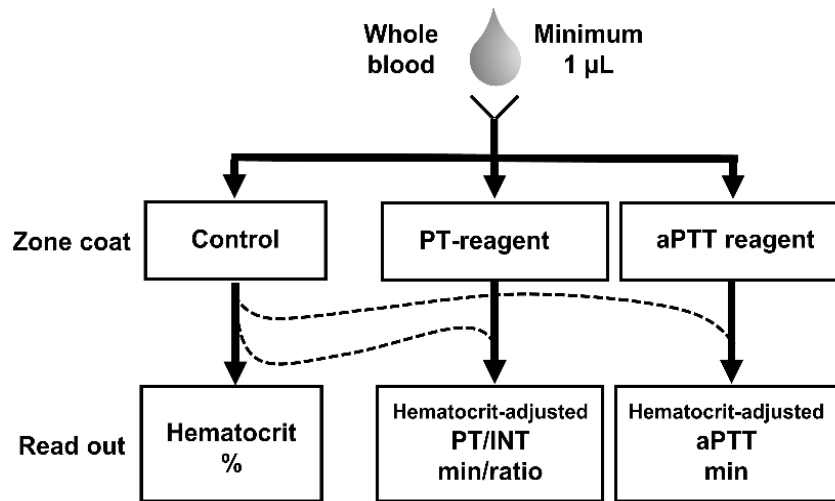 Whole blood
Minimum 1 µL
Zone coat
Control
PT-reagent
aPTT reagent
Read out
Hematocrit
%
Hematocrit-adjusted
PT/INT
min/ratio
Hematocrit-adjusted
aPTT
min